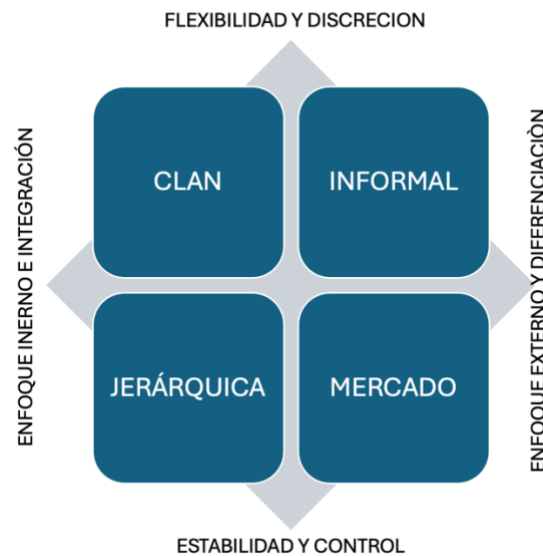 FLEXIBILIDAD Y DISCRECION
ENFOQUE INERNO E INTEGRACIÓN
CLAN
INFORMAL
ENFOQUE EXTERNO Y DIFERENCIACIÒN
JERÁRQUICA
MERCADO
ESTABILIDAD Y CONTROL